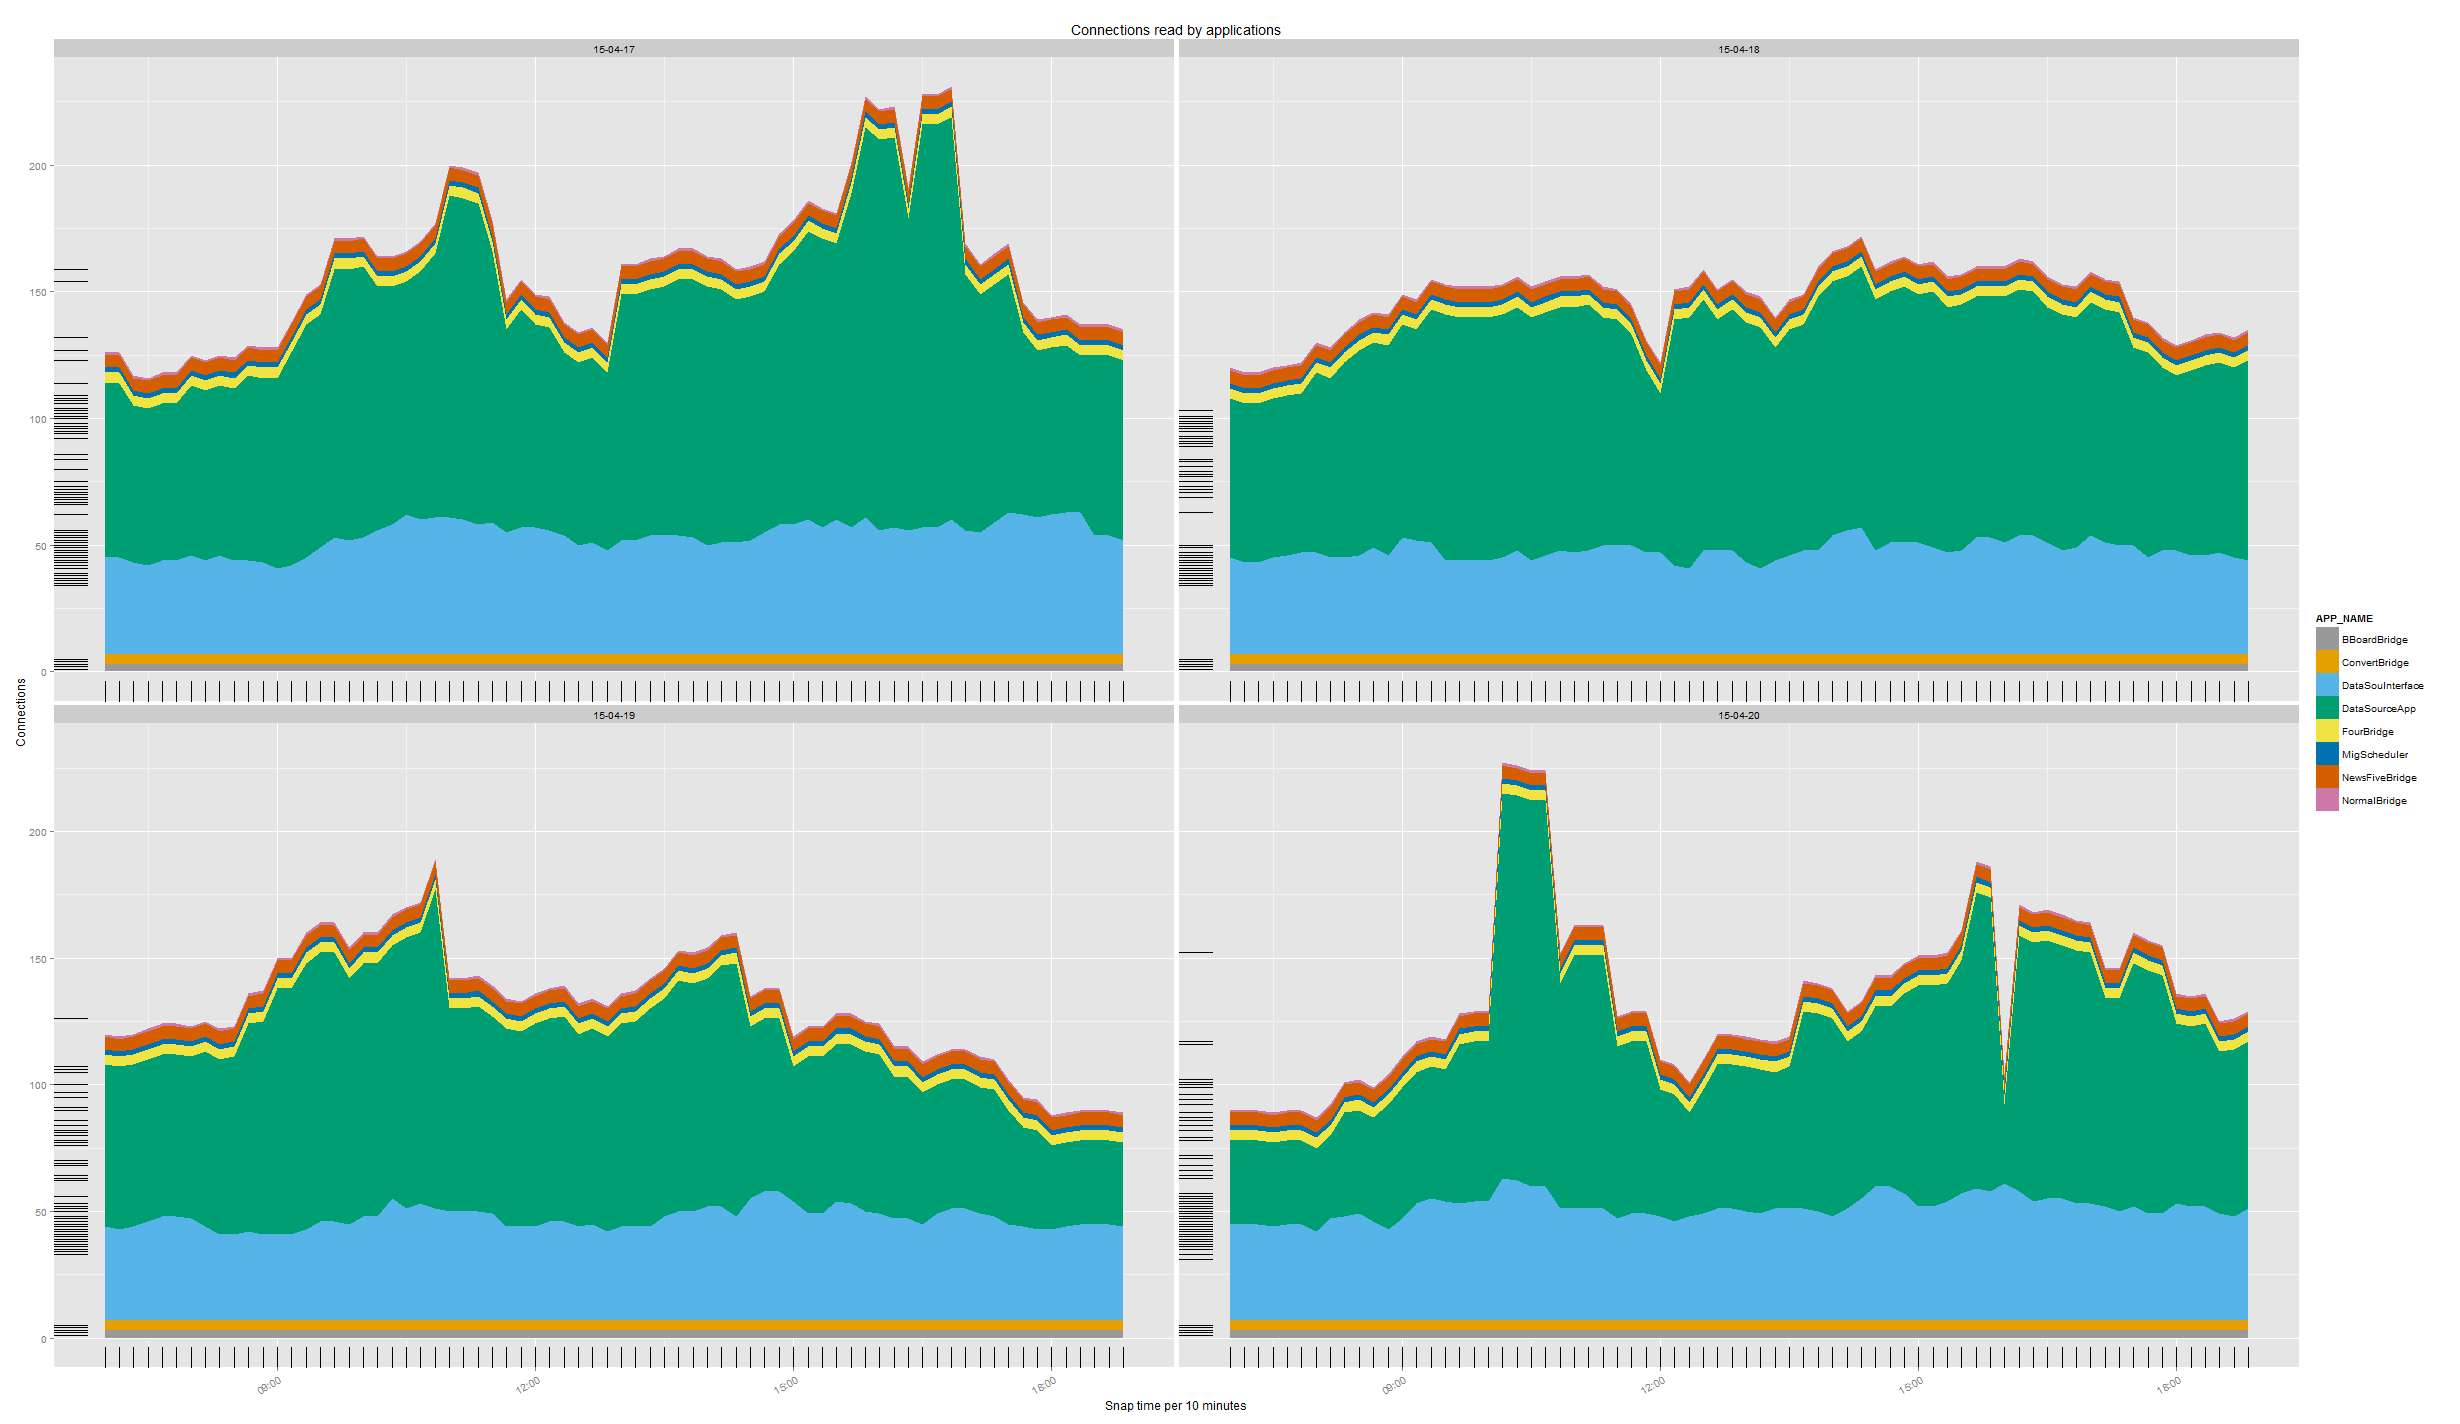 Connections read by applications
15-04-17
15-04-18
200
150
100
50
0
Connections
15-04-19
15-04-20
200
150
100
50
0
09:00
12:00
15:00
18:00
09:00
12:00
15:00
18:00
Snap time per 10 minutes
APP_NAME
BBoardBridge
ConvertBridge
DataSouInterface
DataSourceApp
FourBridge
MigScheduler
NewsFiveBridge
NormalBridge